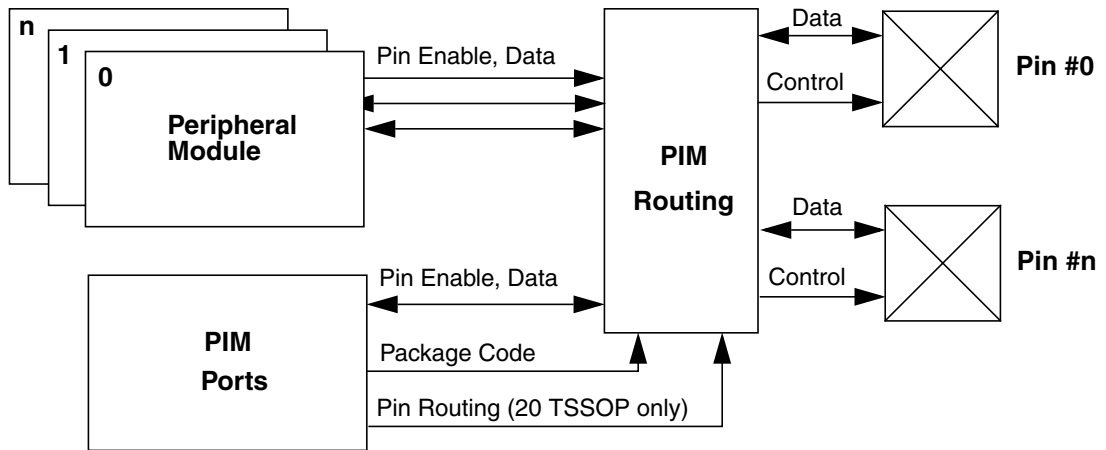 n
1
0
Peripheral
Module
Pin Enable, Data
PIM
Routing
Data
Control
Pin #0
Data
Control
Pin #n
PIM
Ports
Pin Enable, Data
Package Code
Pin Routing (20 TSSOP only)